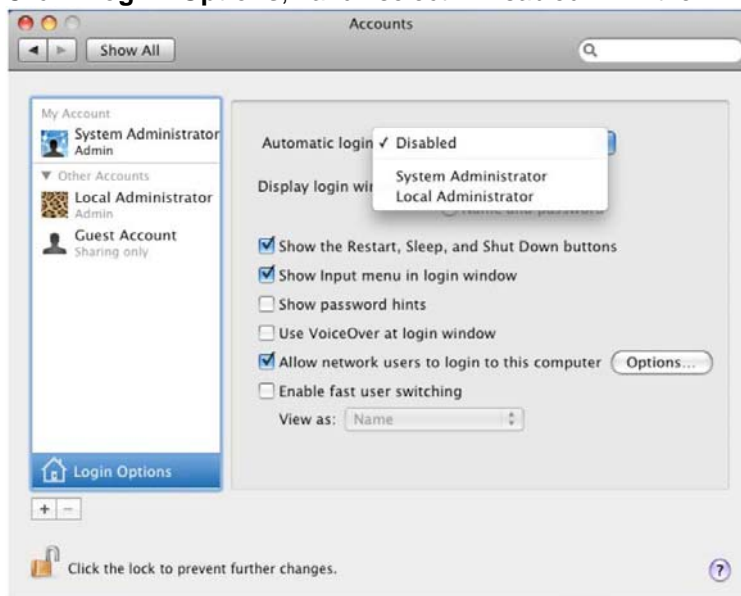 Accounts
Show All
My Account
System Administrator
Admin
Other Accounts
Local Administrator
Admin
Guest Account
Sharing only
Login Options
Automatic login
✓ Disabled
System Administrator
Local Administrator
Display login
Name and password
Show the Restart, Sleep, and Shut Down buttons
Show Input menu in login window
Show password hints
Use VoiceOver at login window
Allow network users to login to this computer
Options...
Enable fast user switching
View as: Name
+ −
Click the lock to prevent further changes.
?